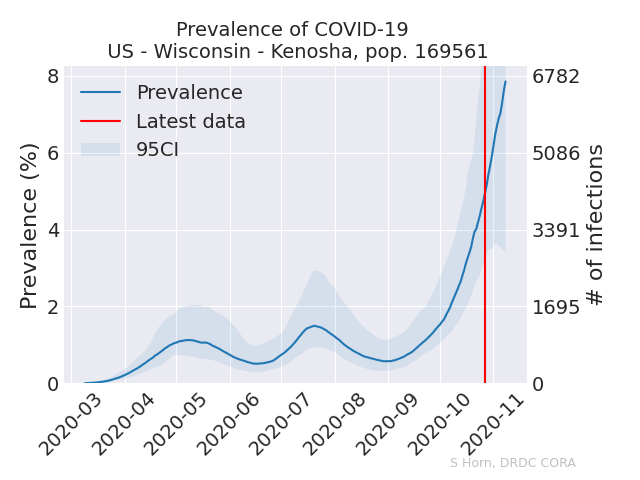 Prevalence of COVID-19
US - Wisconsin - Kenosha, pop. 169561
Prevalence
Latest data
95CI
Prevalence (%)
8
6
4
2
0
6782
5086
3391
1695
0
# of infections
2020-03
2020-04
2020-05
2020-06
2020-07
2020-08
2020-09
2020-10
2020-11
S Horn, DRDC CORA